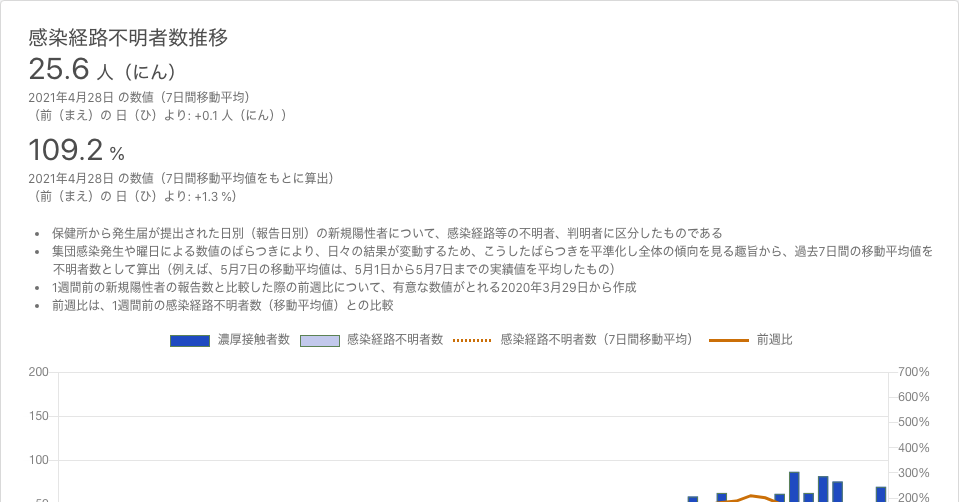 感染経路不明者数推移
25.6 人（にん）
2021年4月28日 の数値（7日間移動平均）
（前（まえ）の 日（ひ）より: +0.1 人（にん））
109.2 %
2021年4月28日 の数値（7日間移動平均値をもとに算出）
（前（まえ）の 日（ひ）より: +1.3 %）
• 保健所から発生届が提出された日別（報告日別）の新規陽性者について、感染経路等の不明者、判明者に区分したものである
• 集団感染発生や曜日による数値のばらつきにより、日々の結果が変動するため、こうしたばらつきを平準化し全体の傾向を見る趣旨から、過去7日間の移動平均値を
不明者数として算出（例えば、5月7日の移動平均値は、5月1日から5月7日までの実績値を平均したもの）
• 1週間前の新規陽性者の報告数と比較した際の前週比について、有意な数値がとれる2020年3月29日から作成
• 前週比は、1週間前の感染経路不明者数（移動平均値）との比較
濃厚接触者数 感染経路不明者数 感染経路不明者数（7日間移動平均） 前週比
200 700%
600%
150 500%
400%
100 300%
50 200%